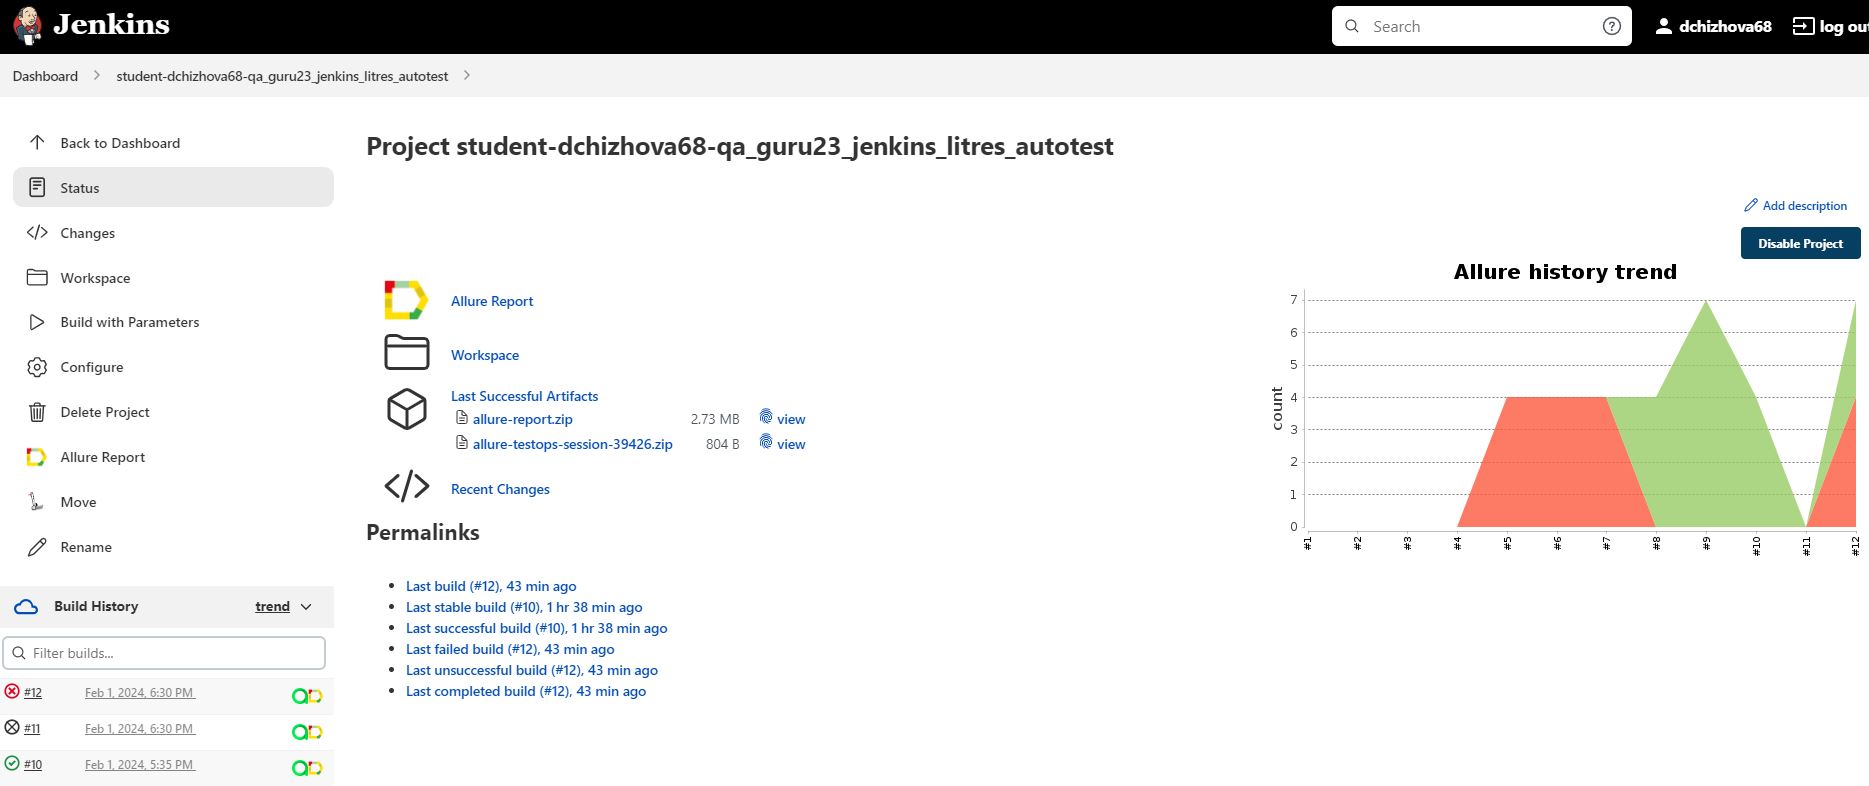 Jenkins
Search
dchizhova68
log out
Dashboard
student-dchizhova68-qa_guru23_jenkins_litres_autotest
Back to Dashboard
Status
Changes
Workspace
Build with Parameters
Configure
Delete Project
Allure Report
Move
Rename
Build History
trend
Filter builds...
#12
Feb 1, 2024, 6:30 PM
#11
Feb 1, 2024, 6:30 PM
#10
Feb 1, 2024, 5:35 PM
Project student-dchizhova68-qa_guru23_jenkins_litres_autotest
Add description
Disable Project
Allure Report
Workspace
Last Successful Artifacts
allure-report.zip 2.73 MB view
allure-testops-session-39426.zip 804 B view
Recent Changes
Permalinks
Last build (#12), 43 min ago
Last stable build (#10), 1 hr 38 min ago
Last successful build (#10), 1 hr 38 min ago
Last failed build (#12), 43 min ago
Last unsuccessful build (#12), 43 min ago
Last completed build (#12), 43 min ago
Allure history trend
count
7
6
5
4
3
2
1
0
#1 #2 #3 #4 #5 #6 #7 #8 #9 #10 #11 #12